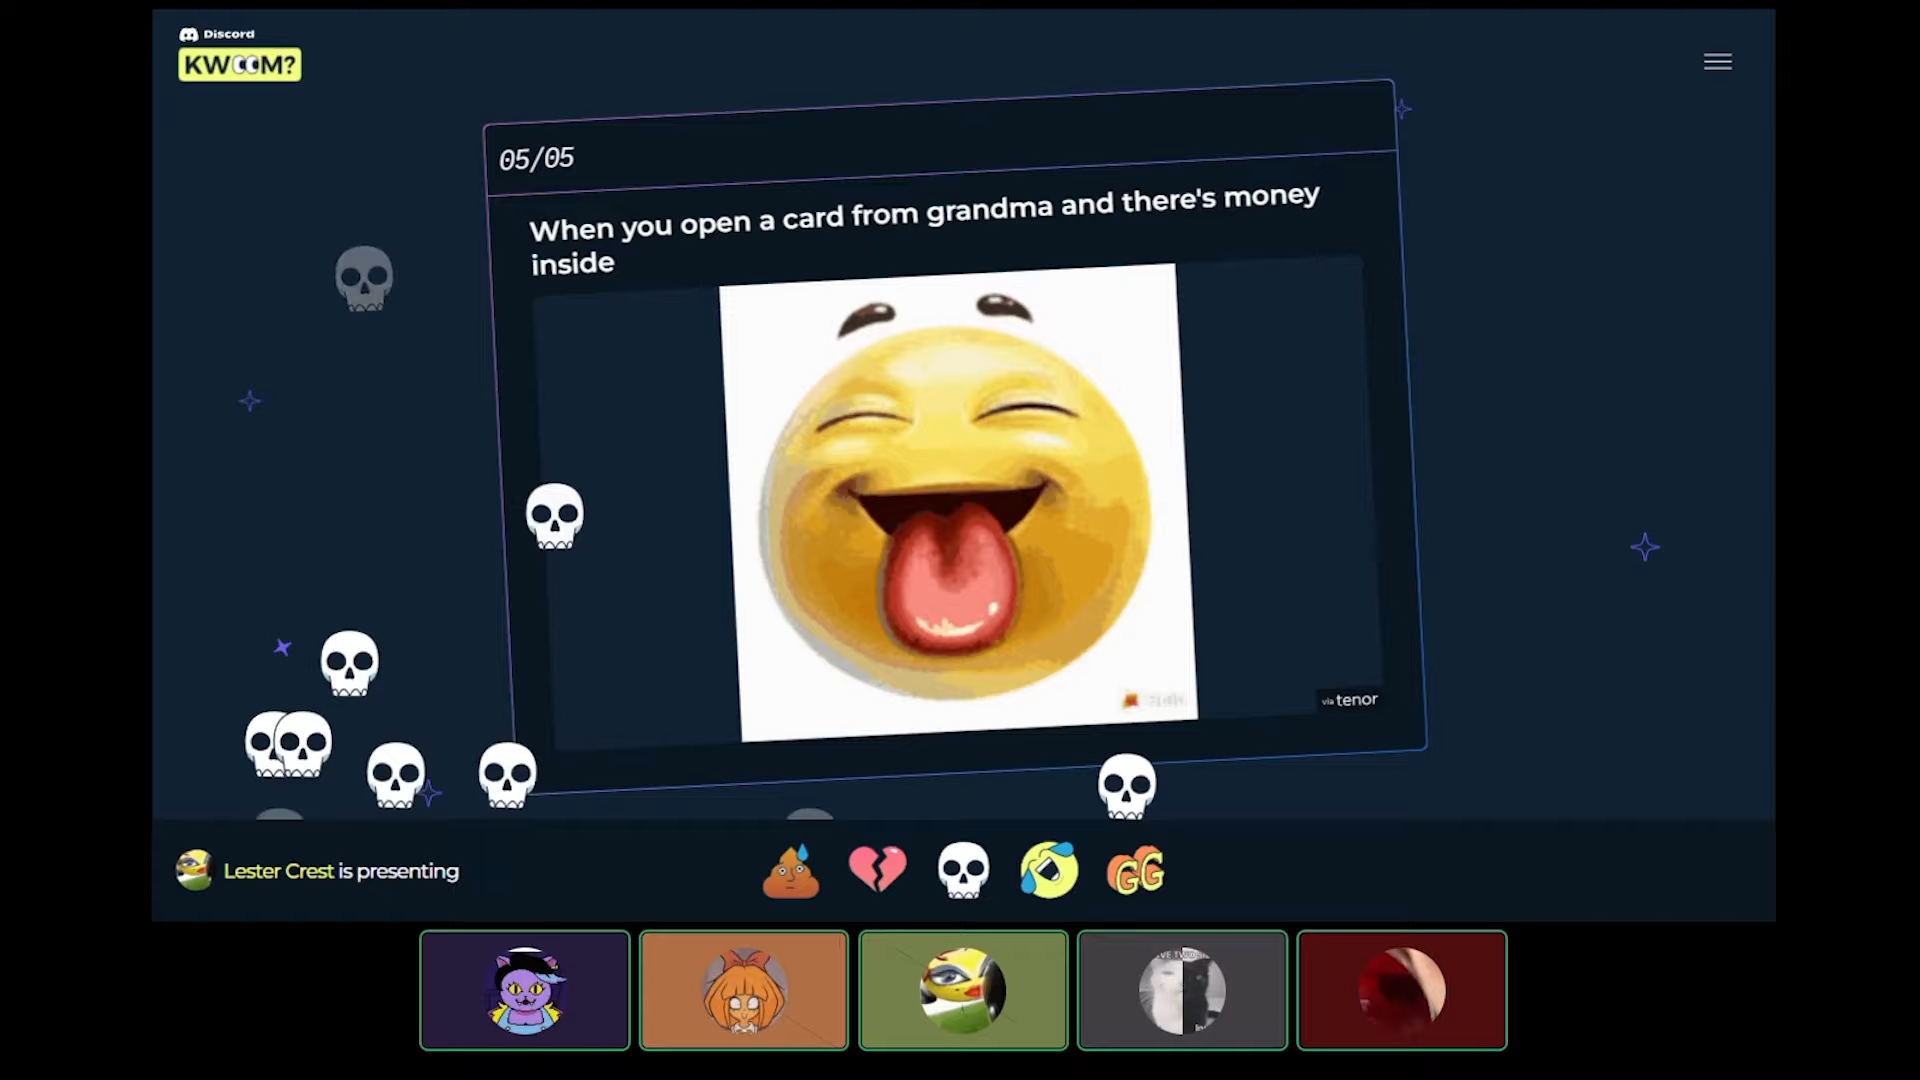 Discord
KWOOM?
05/05
When you open a card from grandma and there's money
inside
via tenor
Lester Crest is presenting
GG